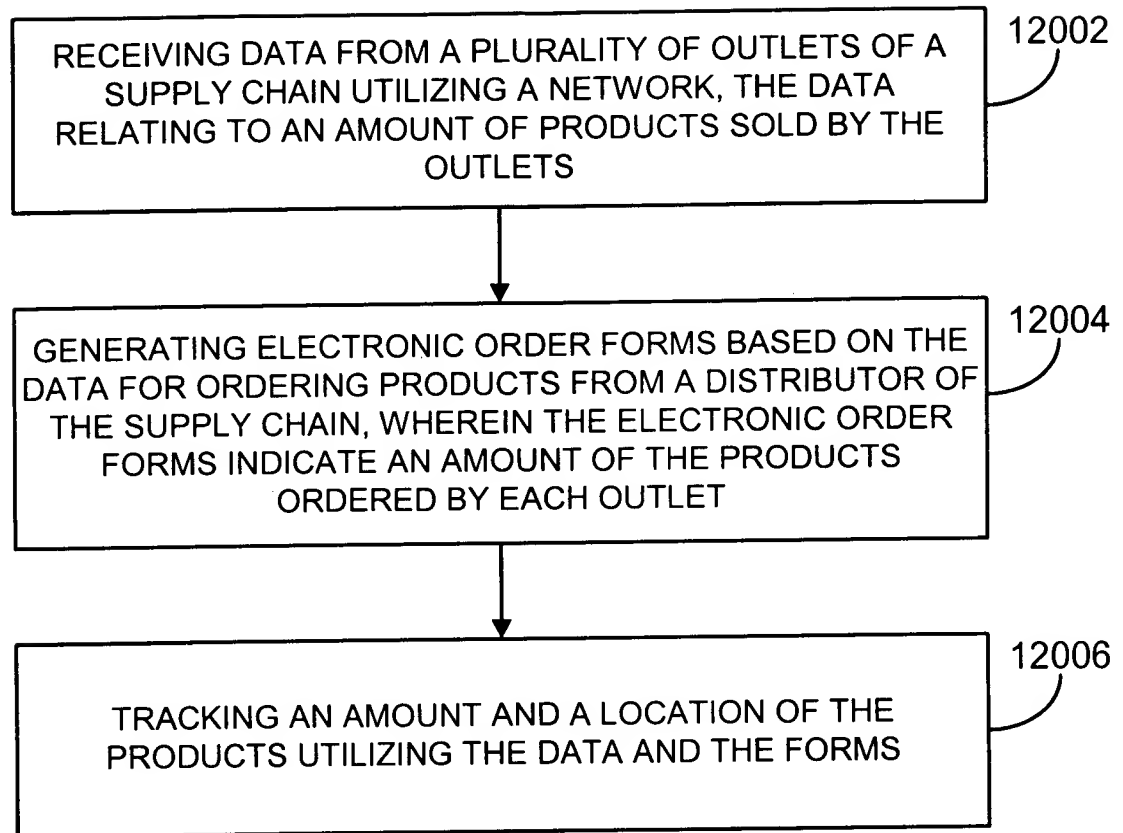 12002
RECEIVING DATA FROM A PLURALITY OF OUTLETS OF A
SUPPLY CHAIN UTILIZING A NETWORK, THE DATA
RELATING TO AN AMOUNT OF PRODUCTS SOLD BY THE
OUTLETS
12004
GENERATING ELECTRONIC ORDER FORMS BASED ON THE
DATA FOR ORDERING PRODUCTS FROM A DISTRIBUTOR OF
THE SUPPLY CHAIN, WHEREIN THE ELECTRONIC ORDER
FORMS INDICATE AN AMOUNT OF THE PRODUCTS
ORDERED BY EACH OUTLET
12006
TRACKING AN AMOUNT AND A LOCATION OF THE
PRODUCTS UTILIZING THE DATA AND THE FORMS